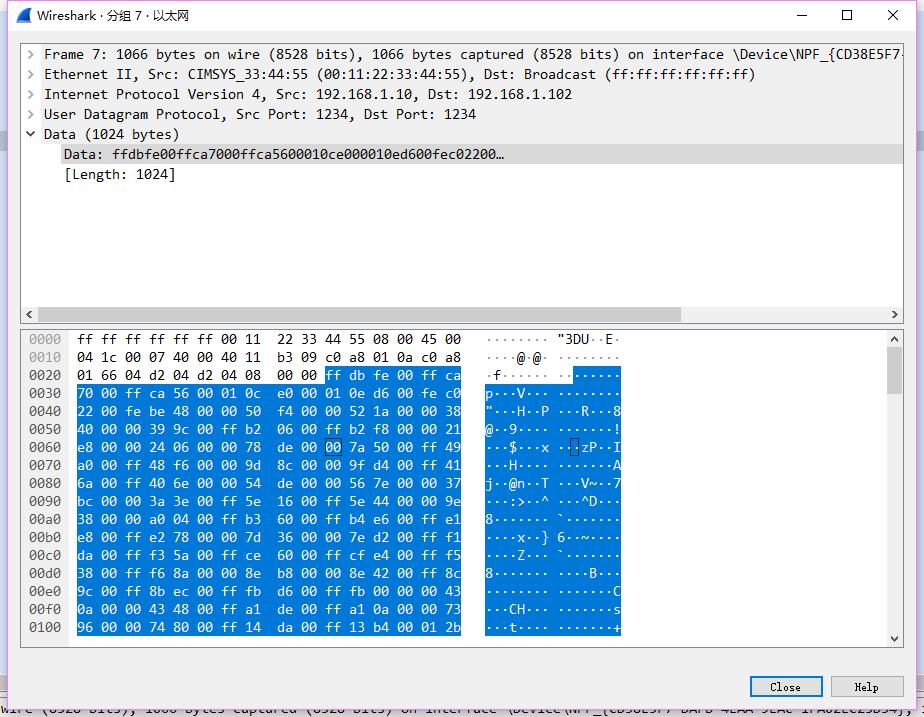 Wireshark · 分组 7 · 以太网
Frame 7: 1066 bytes on wire (8528 bits), 1066 bytes captured (8528 bits) on interface \Device\NPF_{CD38E5F7-
Ethernet II, Src: CIMSYS_33:44:55 (00:11:22:33:44:55), Dst: Broadcast (ff:ff:ff:ff:ff:ff)
Internet Protocol Version 4, Src: 192.168.1.10, Dst: 192.168.1.102
User Datagram Protocol, Src Port: 1234, Dst Port: 1234
Data (1024 bytes)
Data: ffdbfe00ffca7000ffca5600010ce000010ed600fec02200…
[Length: 1024]
0000 ff ff ff ff ff ff 00 11 22 33 44 55 08 00 45 00 ········ "3DU··E·
0010 04 1c 00 07 40 00 40 11 b3 09 c0 a8 01 0a c0 a8 ····@·@· ········
0020 01 66 04 d2 04 d2 04 08 00 00 ff db fe 00 ff ca ·f······ ········
0030 70 00 ff ca 56 00 01 0c e0 00 01 0e d6 00 fe c0 p···V··· ········
0040 22 00 fe be 48 00 00 50 f4 00 00 52 1a 00 00 38 "···H··P ···R···8
0050 40 00 00 39 9c 00 ff b2 06 00 ff b2 f8 00 00 21 @··9···· ·······!
0060 e8 00 00 24 06 00 00 78 de 00 00 7a 50 00 ff 49 ···$···x ···zP··I
0070 a0 00 ff 48 f6 00 00 9d 8c 00 00 9f d4 00 ff 41 ···H···· ·······A
0080 6a 00 ff 40 6e 00 00 54 de 00 00 56 7e 00 00 37 j··@n··T ···V~··7
0090 bc 00 00 3a 3e 00 ff 5e 16 00 ff 5e 44 00 00 9e ···:>··^ ···^D···
00a0 38 00 00 a0 04 00 ff b3 60 00 ff b4 e6 00 ff e1 8······· `·······
00b0 e8 00 ff e2 78 00 00 7d 36 00 00 7e d2 00 ff f1 ····x··} 6··~····
00c0 da 00 ff f3 5a 00 ff ce 60 00 ff cf e4 00 ff f5 ····Z··· `·······
00d0 38 00 ff f6 8a 00 00 8e b8 00 00 8e 42 00 ff 8c 8······· ····B···
00e0 9c 00 ff 8b ec 00 ff fb d6 00 ff fb 00 00 00 43 ········ ·······C
00f0 0a 00 00 43 48 00 ff a1 de 00 ff a1 0a 00 00 73 ···CH··· ·······s
0100 96 00 00 74 80 00 ff 14 da 00 ff 13 b4 00 01 2b ···t···· ·······+
Close Help